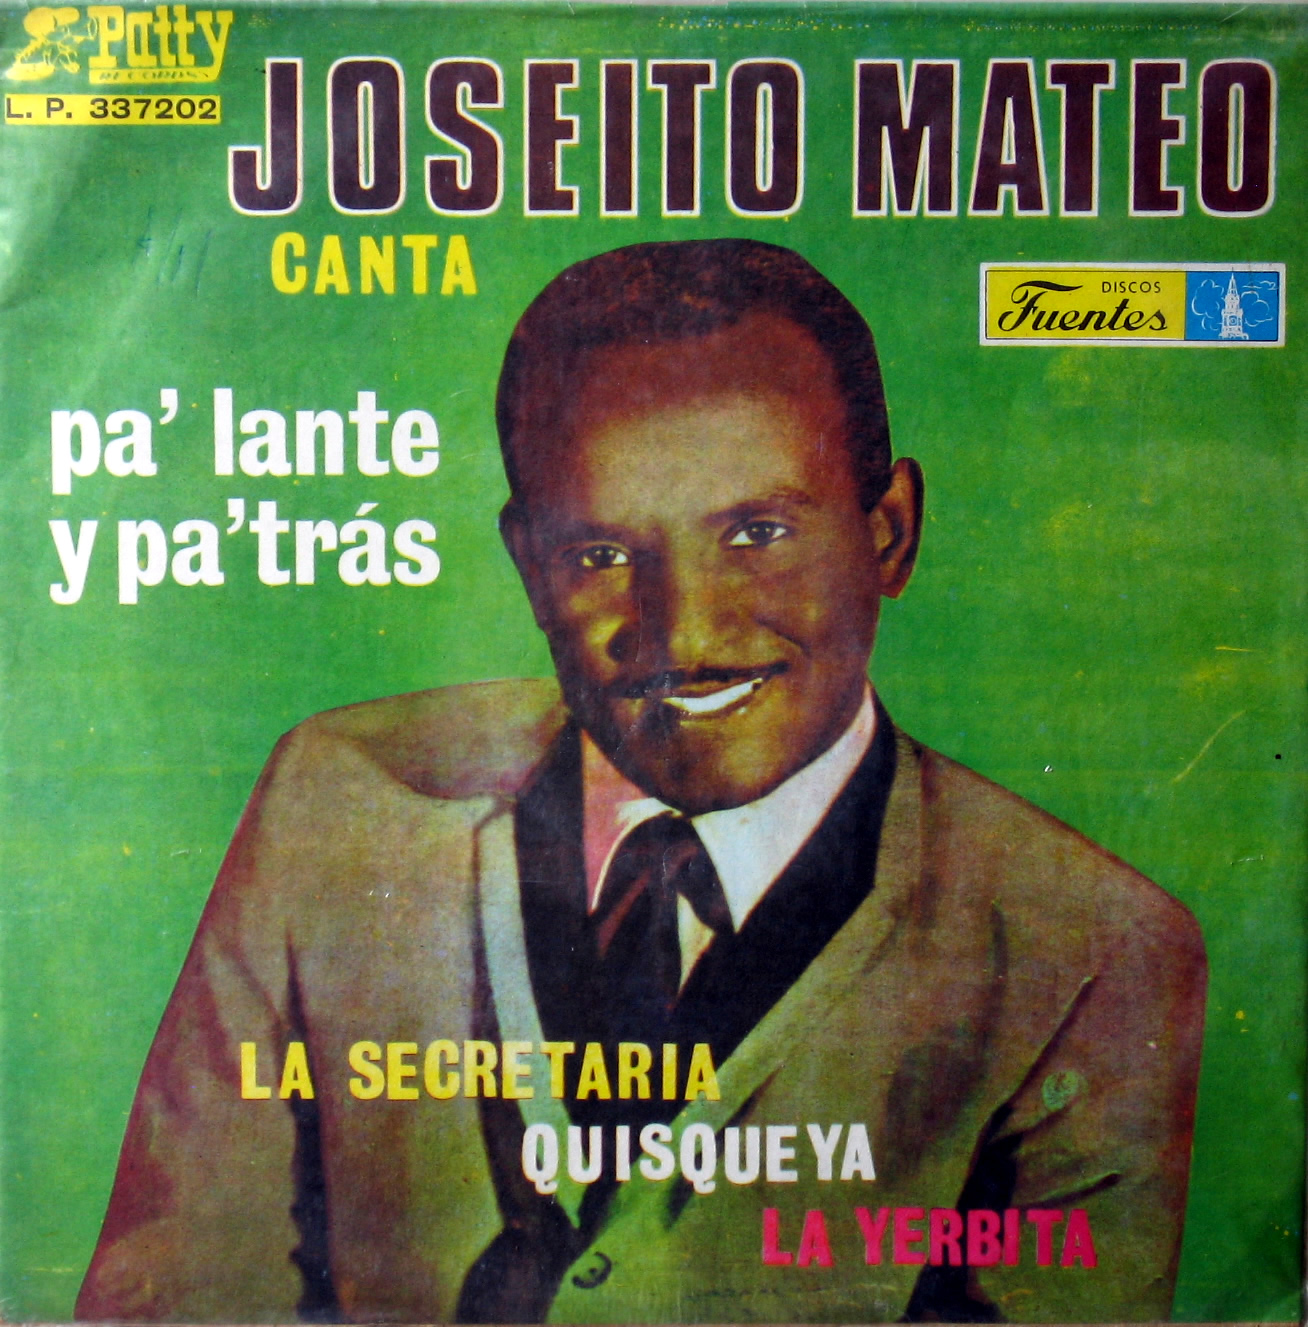 Patty
RECORDS
L. P. 337202
JOSEITO MATEO
CANTA
DISCOS
Fuentes
pa' lante
y pa'trás
LA SECRETARIA
QUISQUEYA
LA YERBITA